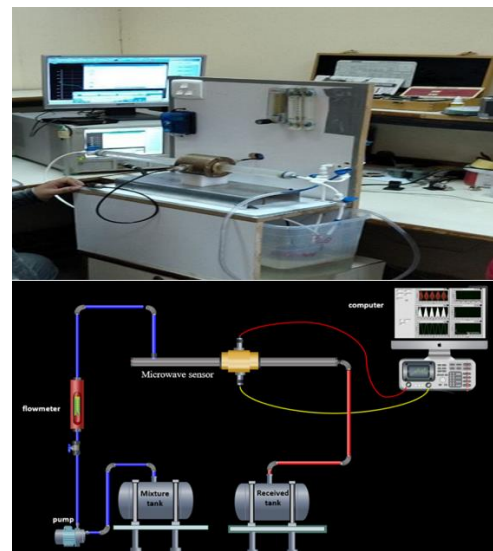 computer
Microwave sensor
flowmeter
Mixture
tank
Received
tank
pump